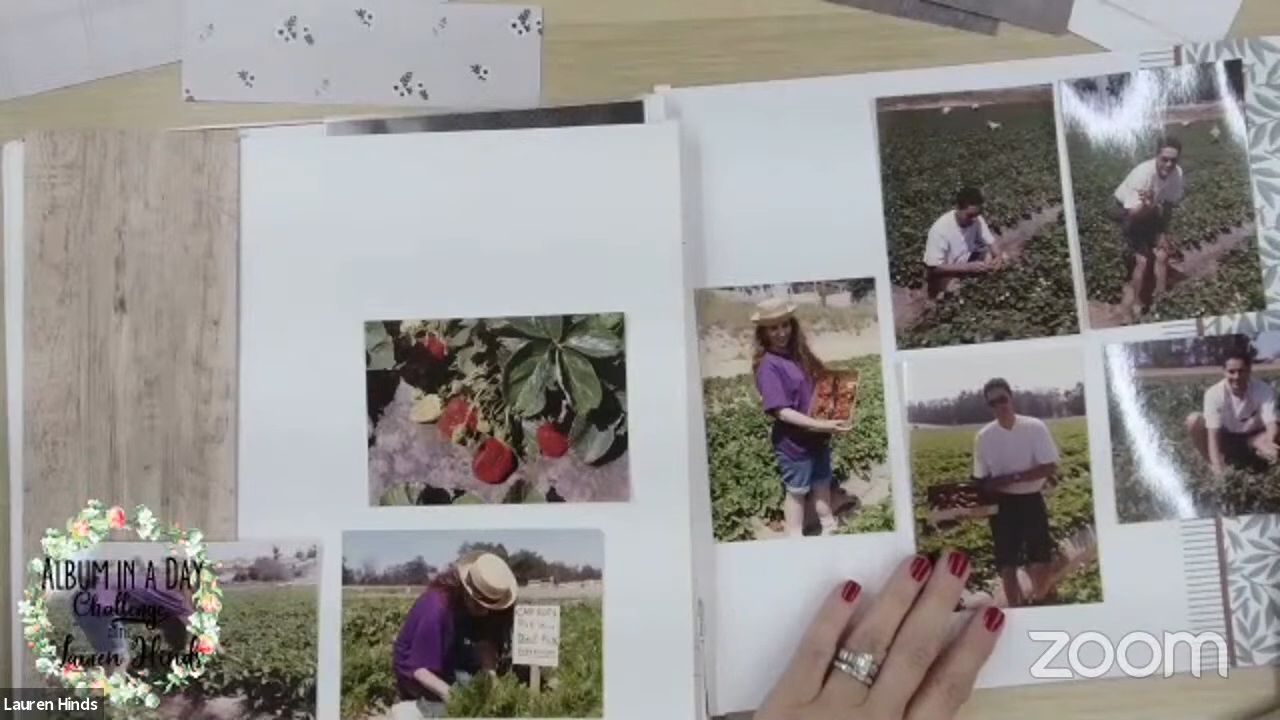 ALBUM IN A DAY
Challenge
with
Lauren Hinds
Lauren Hinds
zoom